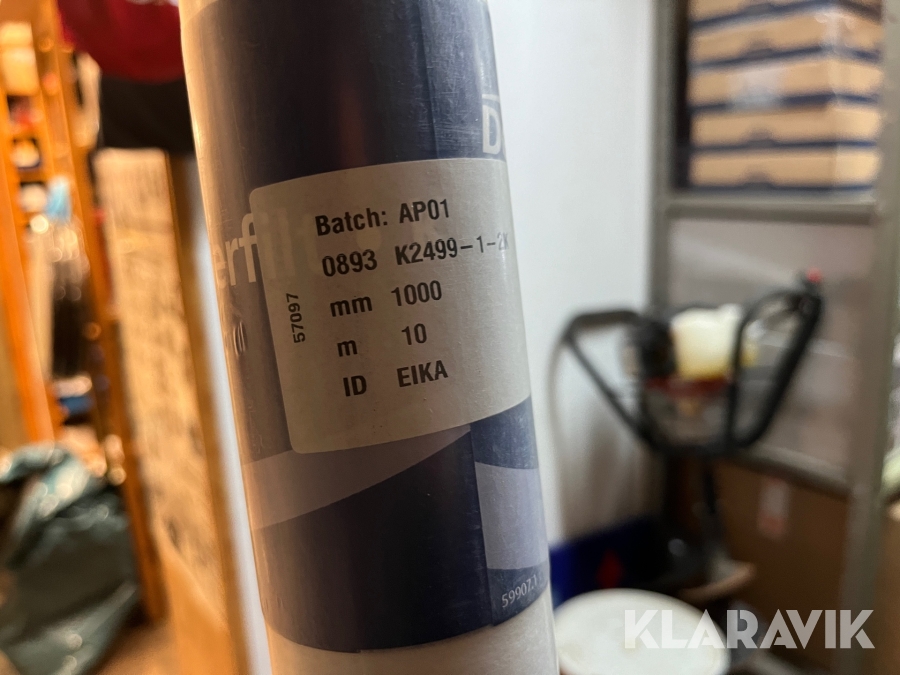 Batch: AP01
0893 K2499-1-2
mm 1000
m 10
ID EIKA
57097
KLARAVIK